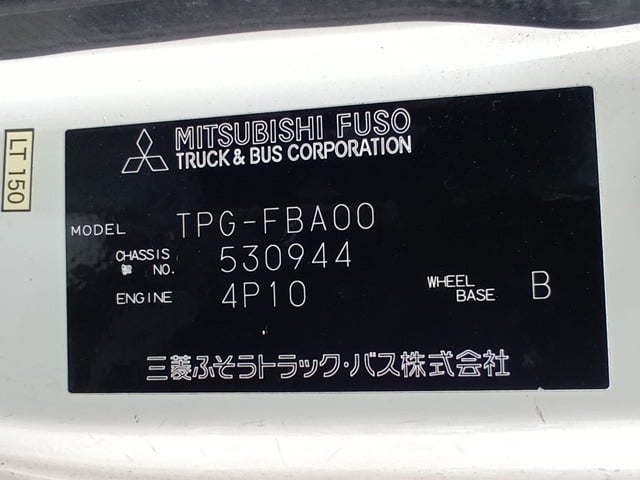 LT 150
MITSUBISHI FUSO
TRUCK & BUS CORPORATION
MODEL TPG-FBA00
CHASSIS NO. 530944
ENGINE 4P10
WHEEL BASE B
三菱ふそうトラック・バス株式会社